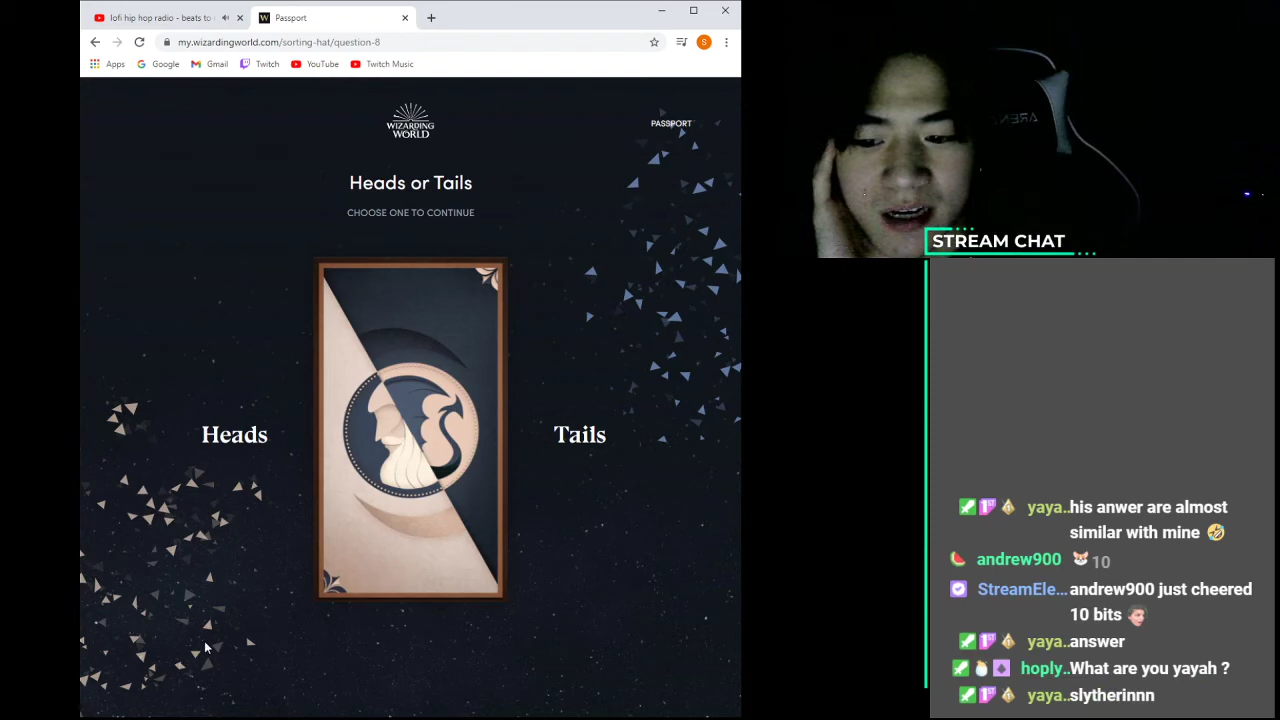 lofi hip hop radio - beats to
Passport
my.wizardingworld.com/sorting-hat/question-8
S
Apps
Google
Gmail
Twitch
YouTube
Twitch Music
WIZARDING
WORLD
PASSPORT
Heads or Tails
CHOOSE ONE TO CONTINUE
Heads
Tails
STREAM CHAT
yaya..his anwer are almost
similar with mine 🤣
andrew900 10
StreamEle...andrew900 just cheered
10 bits
yaya..answer
hoply..What are you yayah ?
yaya..slytherinnn